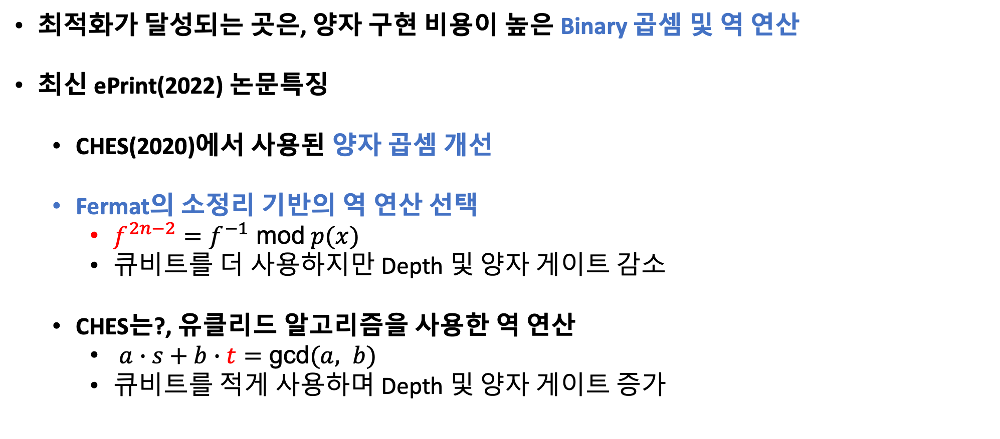 • 최적화가 달성되는 곳은, 양자 구현 비용이 높은 Binary 곱셈 및 역 연산
• 최신 ePrint(2022) 논문특징
• CHES(2020)에서 사용된 양자 곱셈 개선
• Fermat의 소정리 기반의 역 연산 선택
• f^{2n−2} = f^{−1} mod p(x)
• 큐비트를 더 사용하지만 Depth 및 양자 게이트 감소
• CHES는?, 유클리드 알고리즘을 사용한 역 연산
• a · s + b · t = gcd(a, b)
• 큐비트를 적게 사용하며 Depth 및 양자 게이트 증가